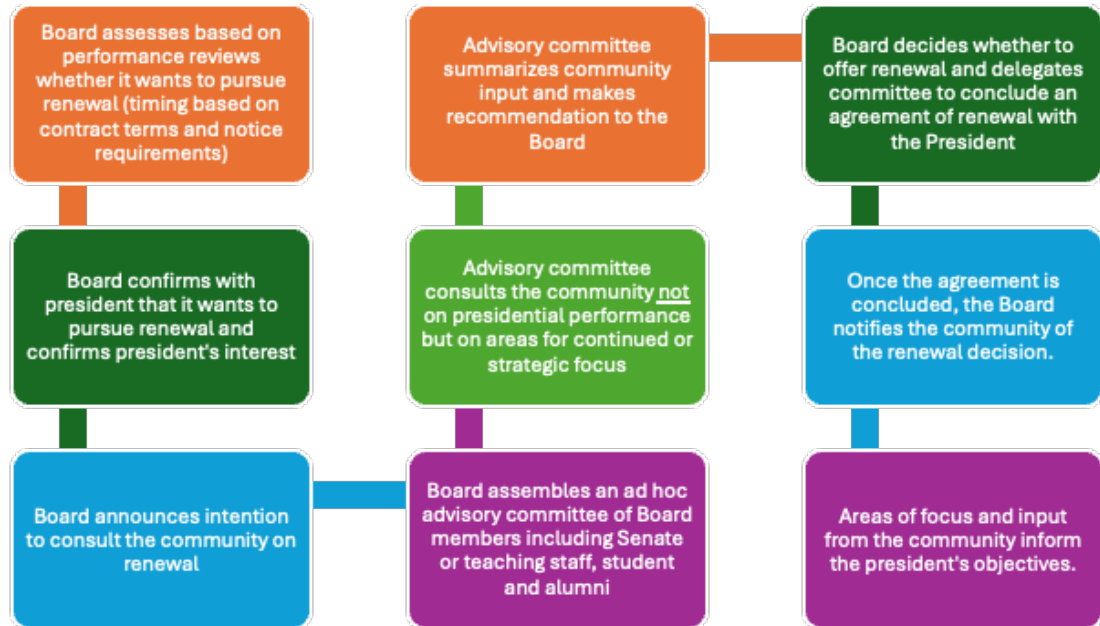 Board assesses based on
performance reviews
whether it wants to pursue
renewal (timing based on
contract terms and notice
requirements)
Board confirms with
president that it wants to
pursue renewal and
confirms president's interest
Board announces intention
to consult the community on
renewal
Board assembles an ad hoc
advisory committee of Board
members including Senate
or teaching staff, student
and alumni
Advisory committee
consults the community not
on presidential performance
but on areas for continued or
strategic focus
Advisory committee
summarizes community
input and makes
recommendation to the
Board
Board decides whether to
offer renewal and delegates
committee to conclude an
agreement of renewal with
the President
Once the agreement is
concluded, the Board
notifies the community of
the renewal decision.
Areas of focus and input
from the community inform
the president's objectives.